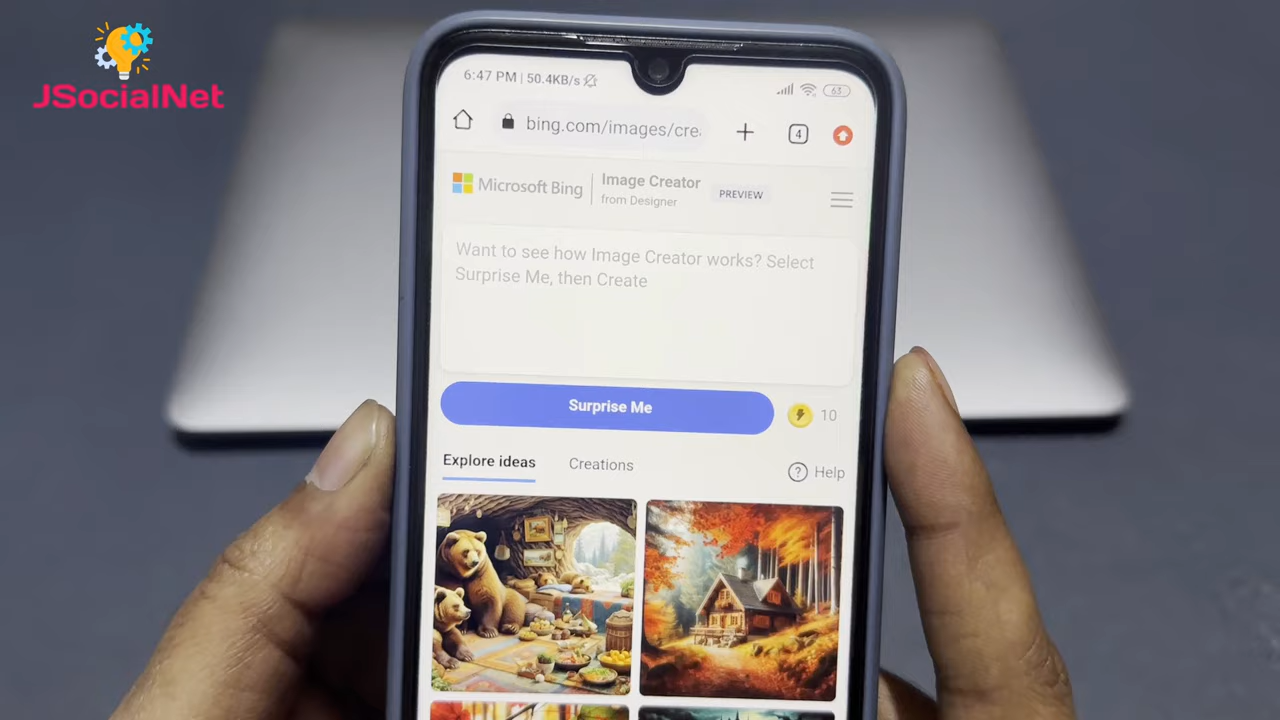 JSocialNet
6:47 PM | 50.4KB/s
63
bing.com/images/cre
4
Microsoft Bing
Image Creator
from Designer
PREVIEW
Want to see how Image Creator works? Select
Surprise Me, then Create
Surprise Me
10
Explore ideas
Creations
? Help